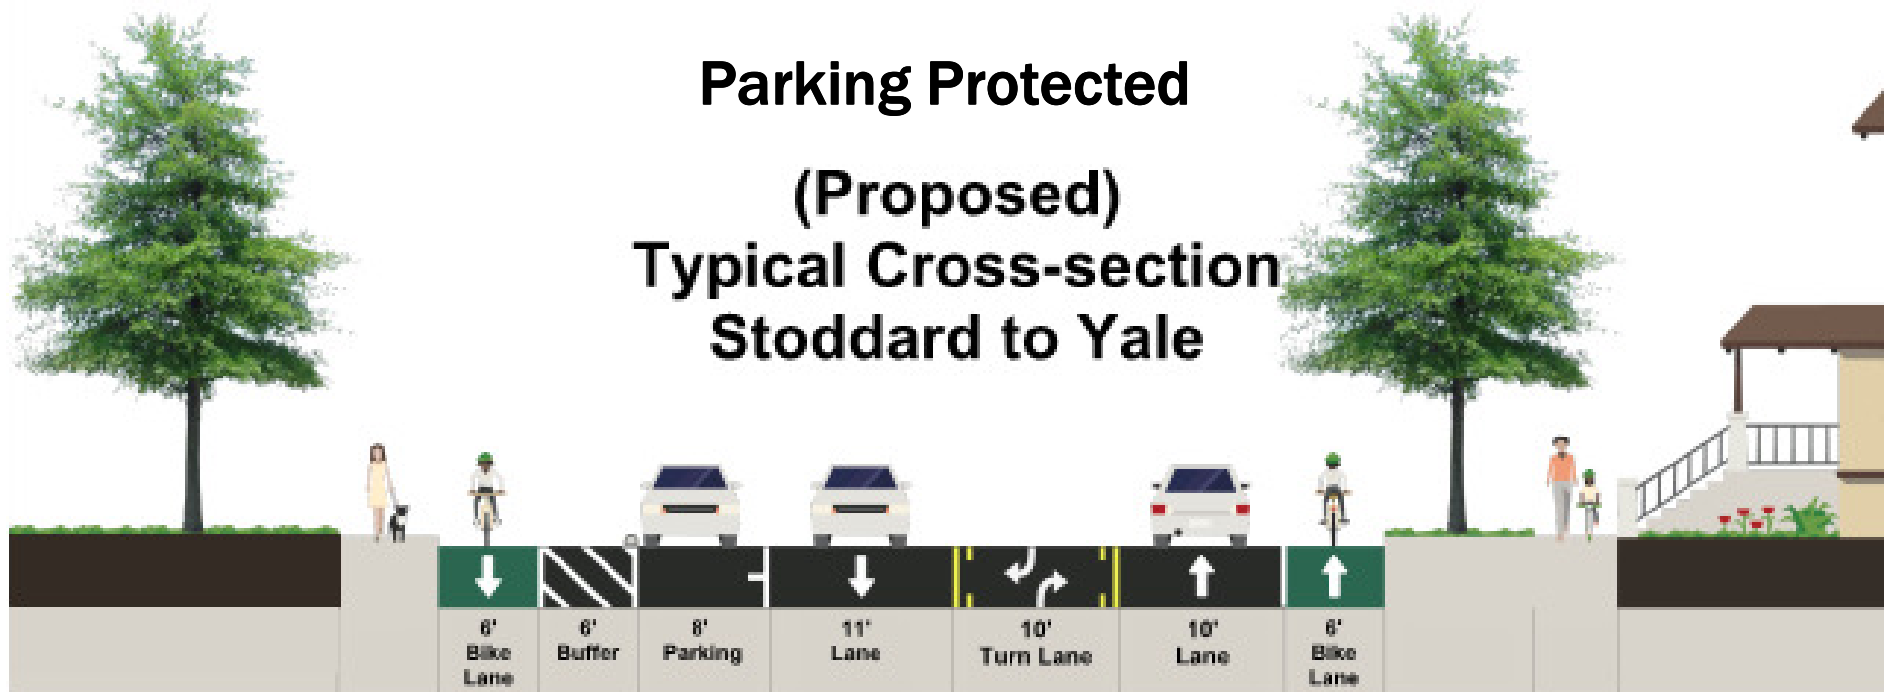 Parking Protected
(Proposed)
Typical Cross-section
Stoddard to Yale
6'
Bike
Lane
6'
Buffer
8'
Parking
11'
Lane
10'
Turn Lane
10'
Lane
6'
Bike
Lane